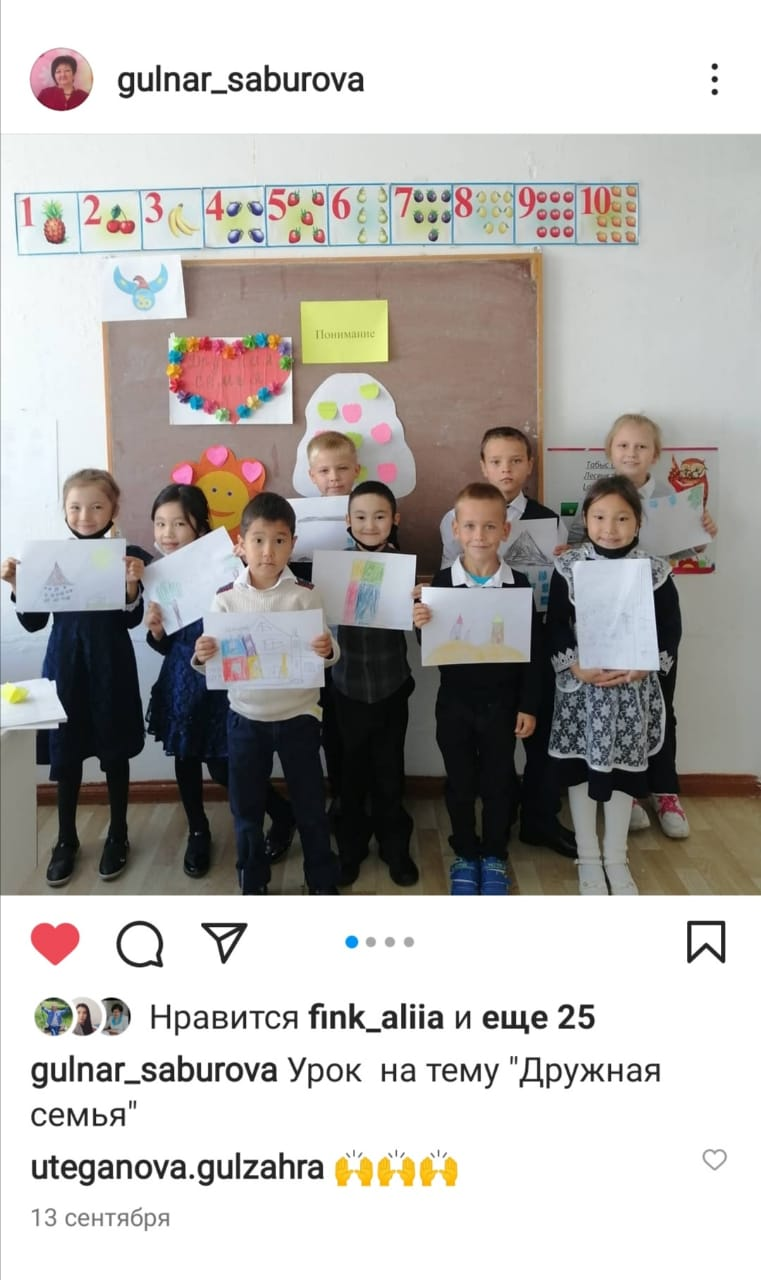 gulnar_saburova
1 2 3 4 5 6 7 8 9 10
Понимание
Нравится fink_aliia и еще 25
gulnar_saburova Урок на тему "Дружная
семья"
uteganova.gulzahra 🙌🙌🙌
13 сентября